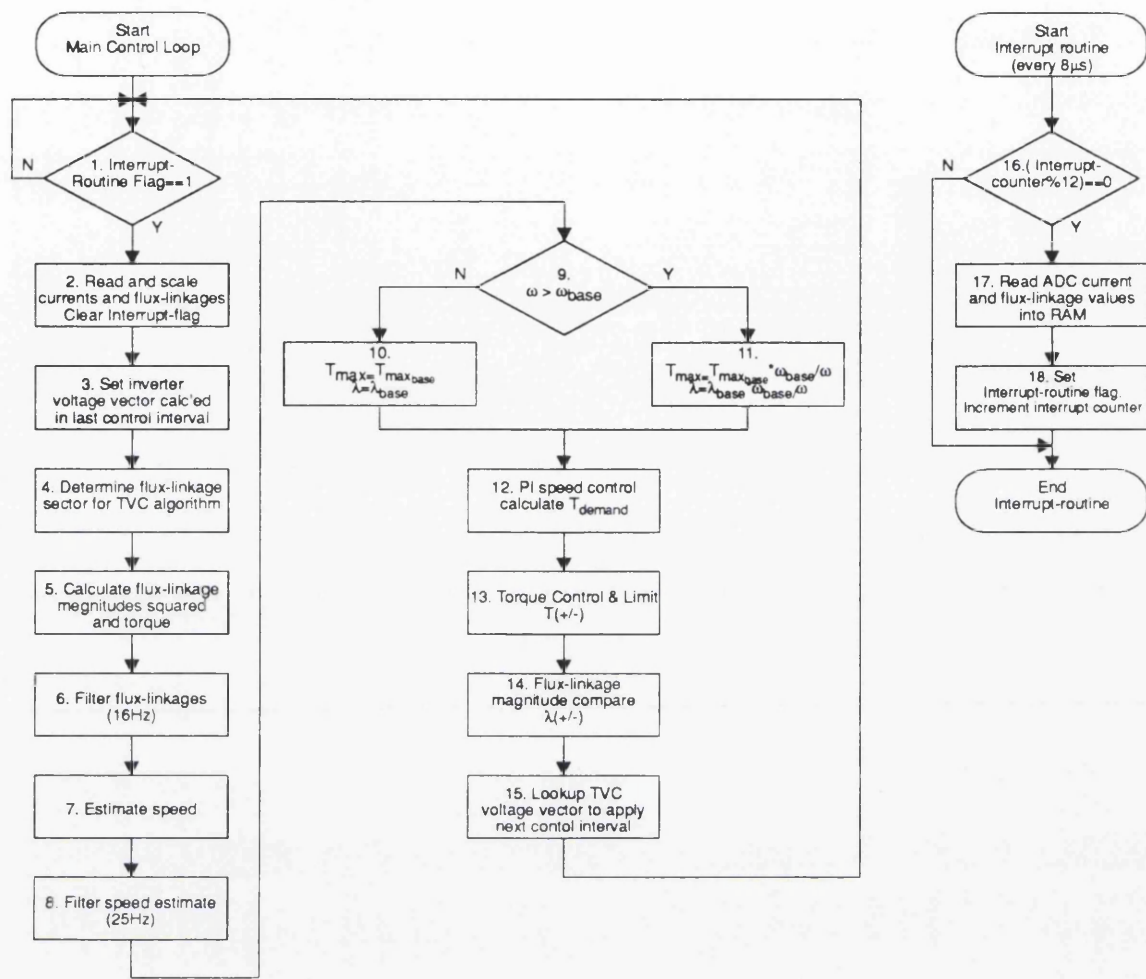 Start
Main Control Loop
N
1. Interrupt-
Routine Flag==1
Y
2. Read and scale
currents and flux-linkages
Clear Interrupt-flag
3. Set inverter
voltage vector calc'ed
in last control interval
4. Determine flux-linkage
sector for TVC algorithm
5. Calculate flux-linkage
megnitudes squared
and torque
6. Filter flux-linkages
(16Hz)
7. Estimate speed
8. Filter speed estimate
(25Hz)
N
9.
ω > ωbase
Y
10.
Tmax=Tmaxbase
λ=λbase
11.
Tmax=Tmaxbase*ωbase/ω
λ=λbase*ωbase/ω
12. PI speed control
calculate Tdemand
13. Torque Control & Limit
T(+/-)
14. Flux-linkage
magnitude compare
λ(+/-)
15. Lookup TVC
voltage vector to apply
next contol interval
Start
Interrupt routine
(every 8μs)
N
16.( Interrupt-
counter%12)==0
Y
17. Read ADC current
and flux-linkage values
into RAM
18. Set
Interrupt-routine flag.
Increment interrupt counter
End
Interrupt-routine